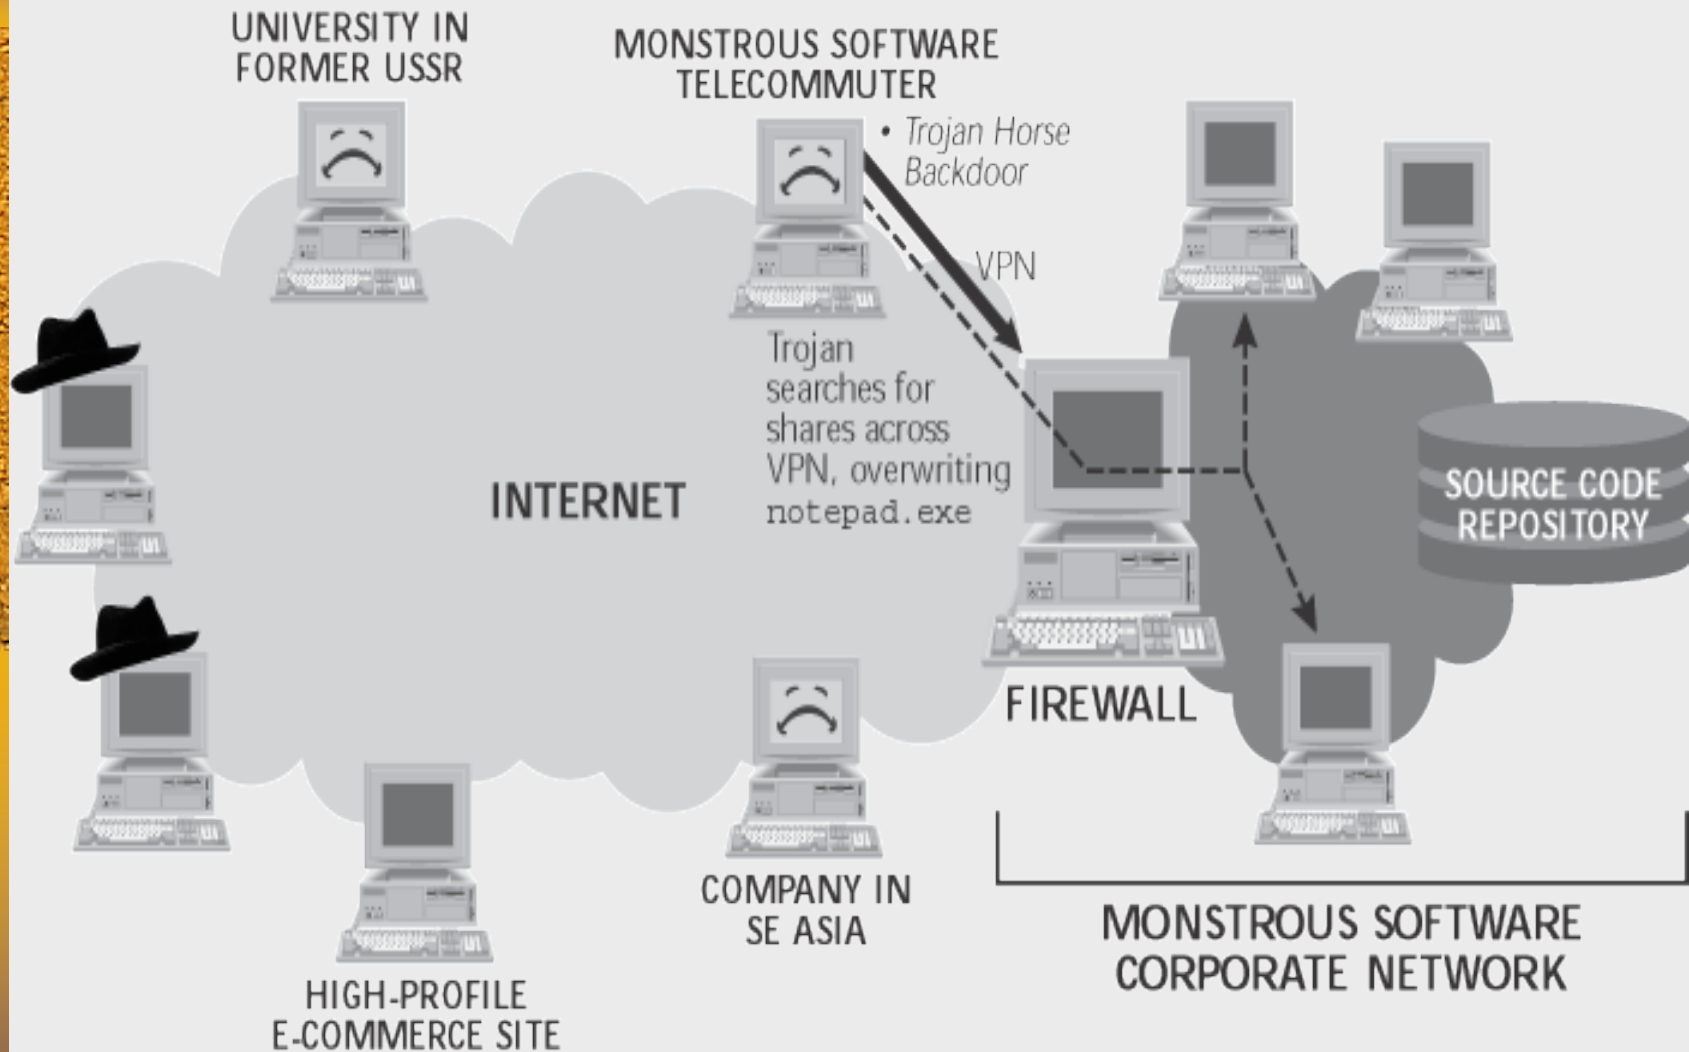 UNIVERSITY IN
FORMER USSR
MONSTROUS SOFTWARE
TELECOMMUTER
• Trojan Horse
Backdoor
VPN
Trojan
searches for
shares across
VPN, overwriting
notepad.exe
INTERNET
SOURCE CODE
REPOSITORY
FIREWALL
COMPANY IN
SE ASIA
MONSTROUS SOFTWARE
CORPORATE NETWORK
HIGH-PROFILE
E-COMMERCE SITE